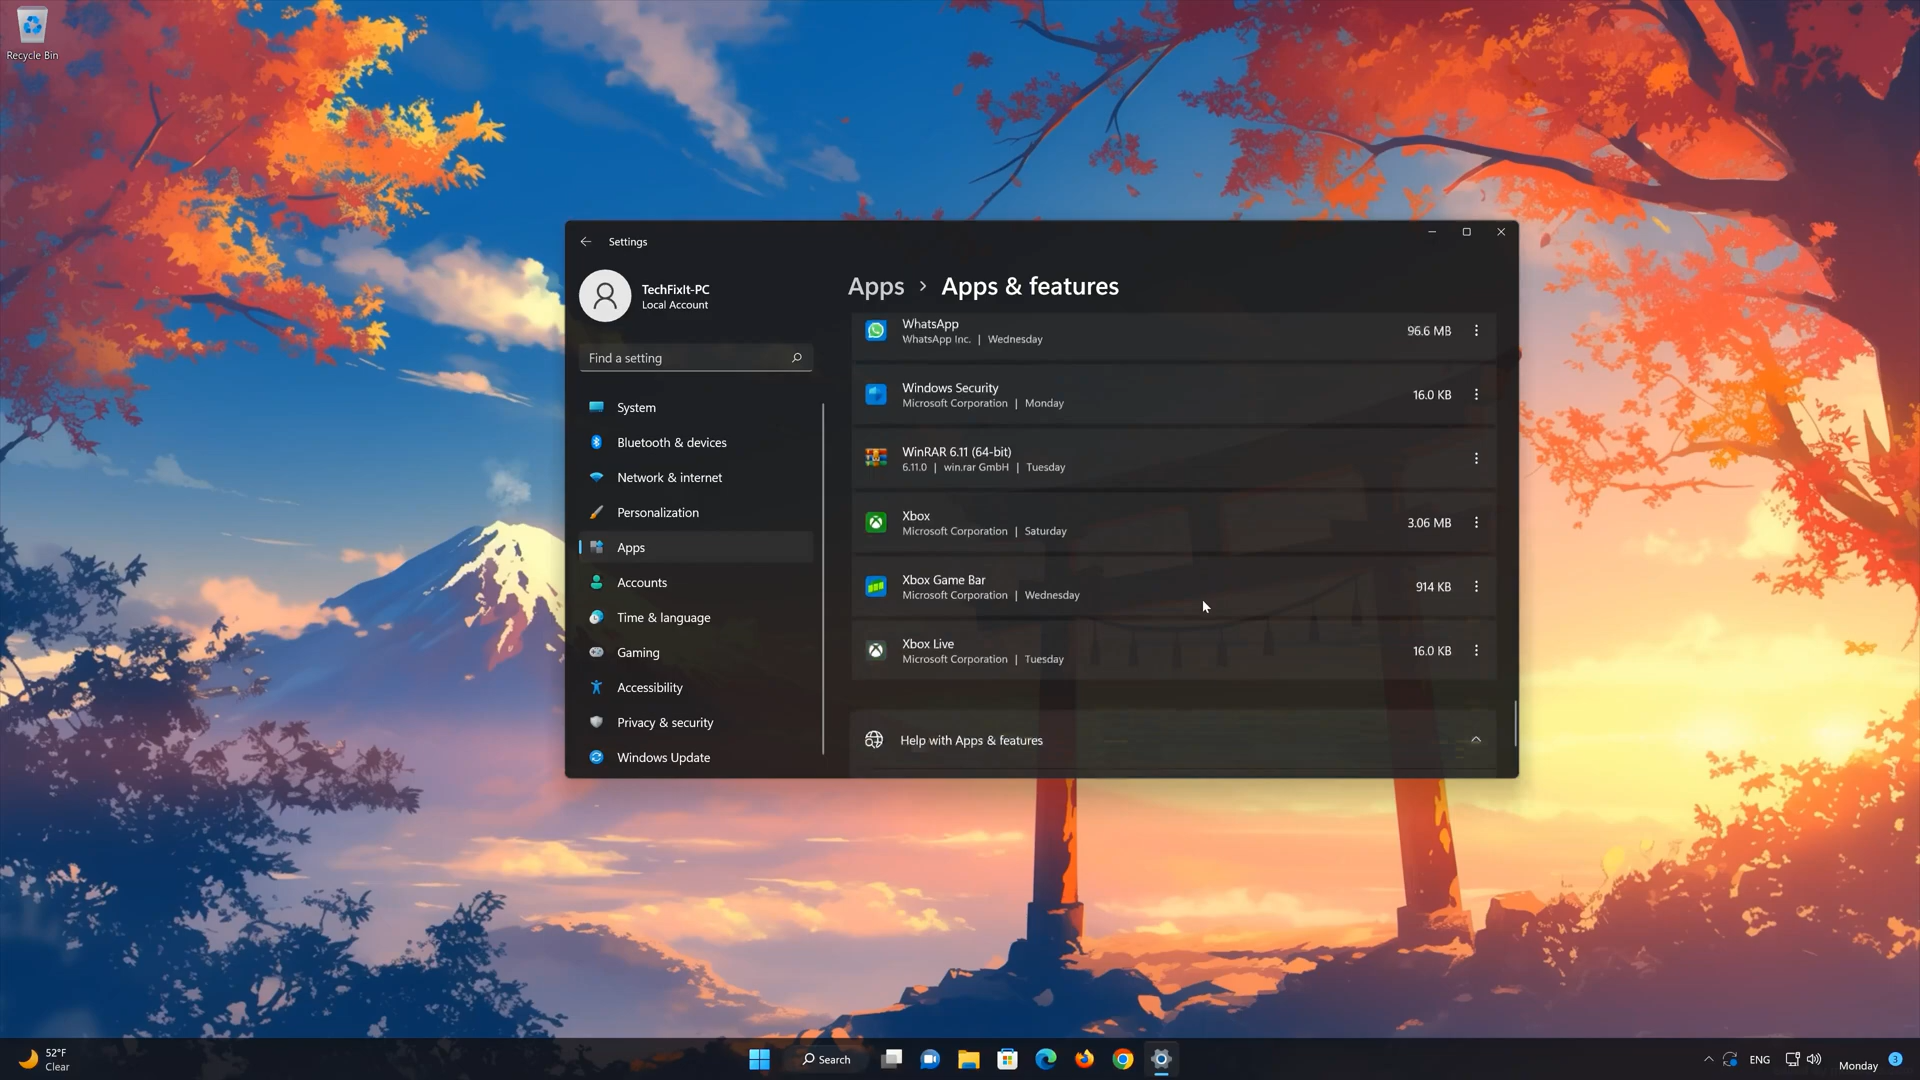 Recycle Bin
Settings
TechFixIt-PC
Local Account
Find a setting
System
Bluetooth & devices
Network & internet
Personalization
Apps
Accounts
Time & language
Gaming
Accessibility
Privacy & security
Windows Update
Apps > Apps & features
WhatsApp
WhatsApp Inc. | Wednesday
96.6 MB
Windows Security
Microsoft Corporation | Monday
16.0 KB
WinRAR 6.11 (64-bit)
6.11.0 | win.rar GmbH | Tuesday
Xbox
Microsoft Corporation | Saturday
3.06 MB
Xbox Game Bar
Microsoft Corporation | Wednesday
914 KB
Xbox Live
Microsoft Corporation | Tuesday
16.0 KB
Help with Apps & features
52°F
Clear
Search
ENG
Monday
3